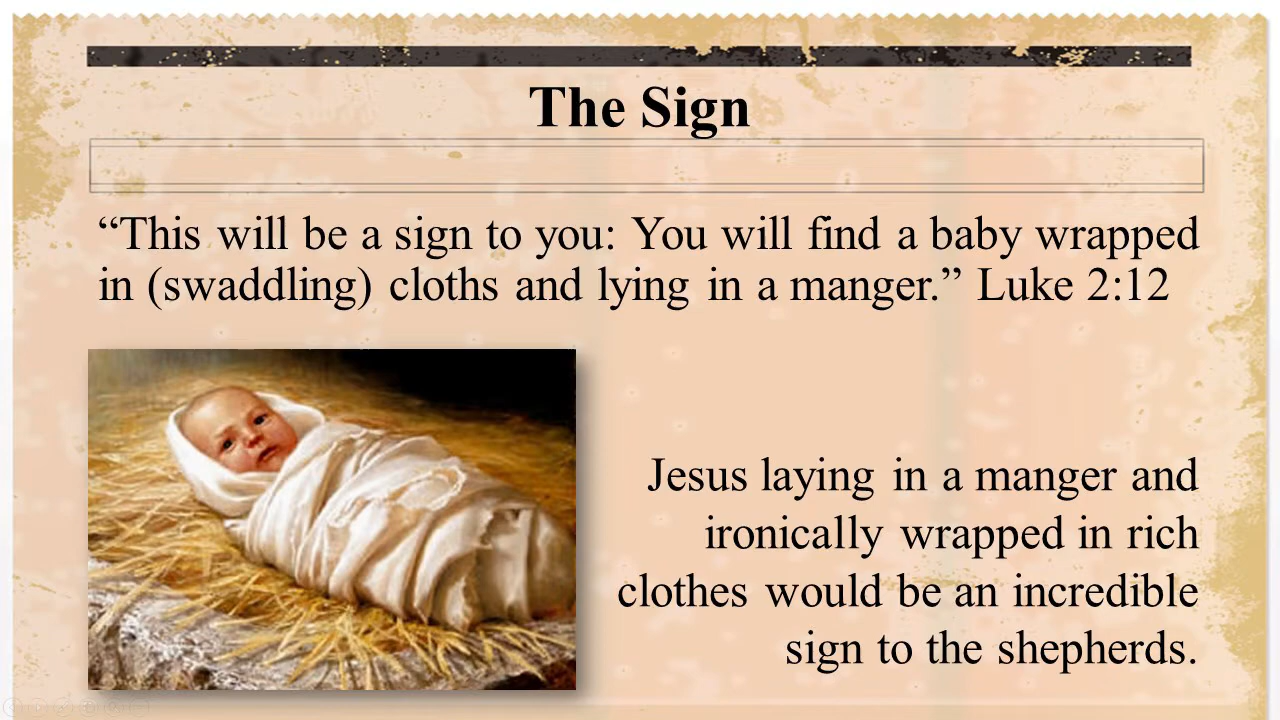 The Sign
“This will be a sign to you: You will find a baby wrapped
in (swaddling) cloths and lying in a manger.” Luke 2:12
Jesus laying in a manger and
ironically wrapped in rich
clothes would be an incredible
sign to the shepherds.